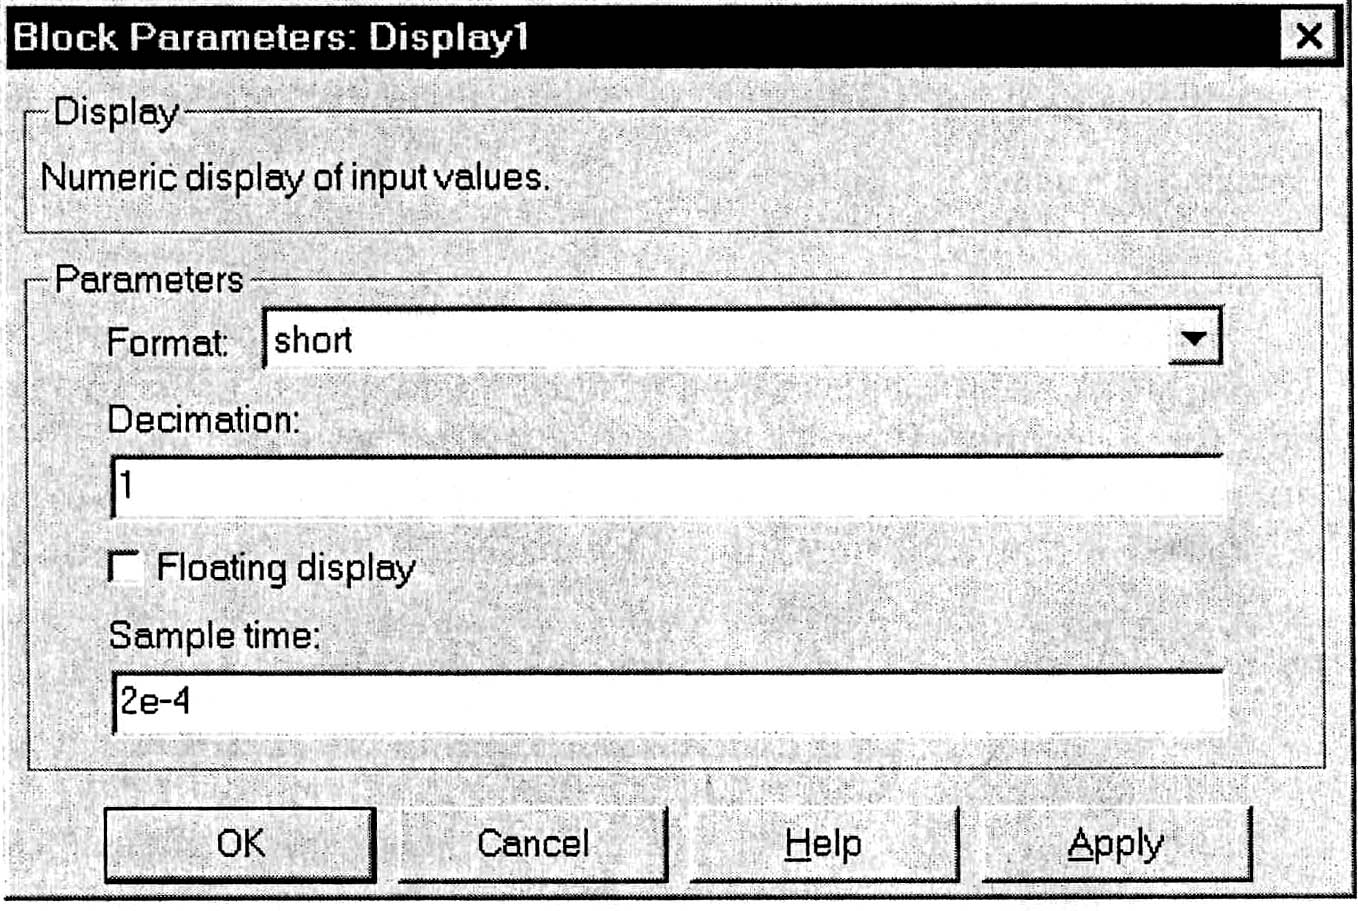 Block Parameters: Display1
Display
Numeric display of input values.
Parameters
Format: short
Decimation:
1
Floating display
Sample time:
2e-4
OK Cancel Help Apply